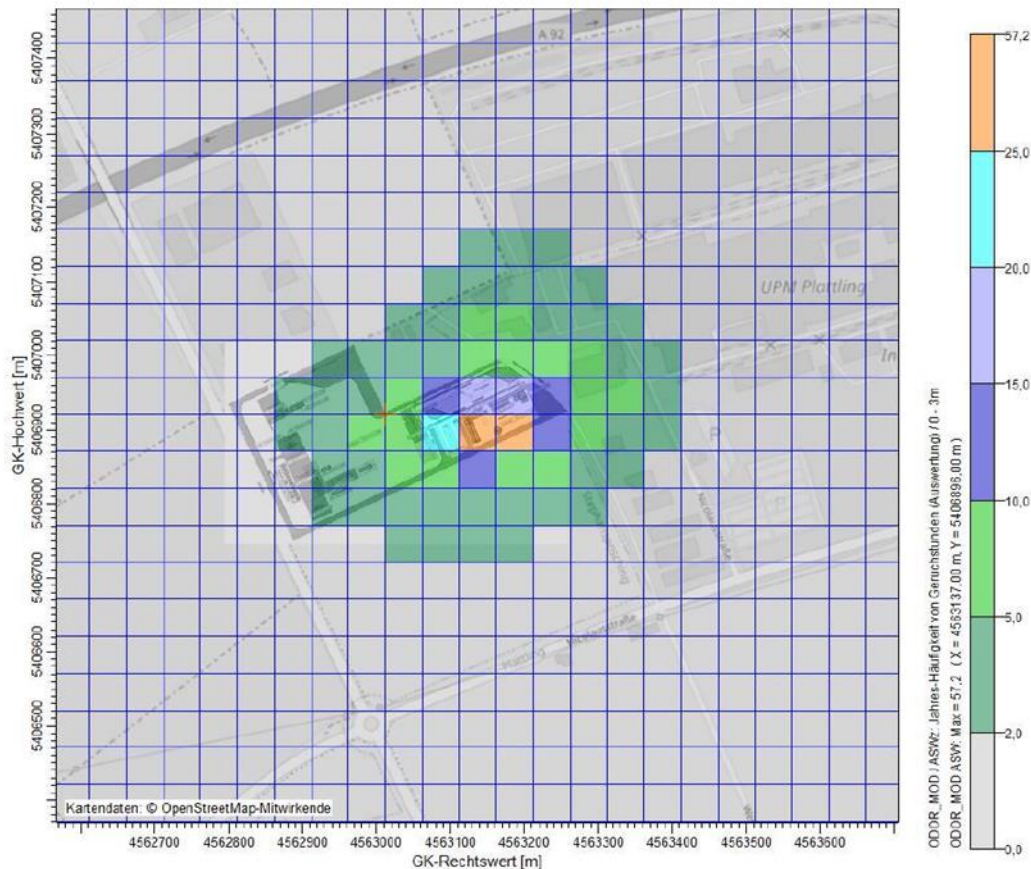 A 92
UPM Plattling
In
Nicolausstraße
Nicolausstraße
Plattling
P
P
Kartendaten: © OpenStreetMap-Mitwirkende
5407400
5407300
5407200
5407100
5407000
5406900
5406800
5406700
5406600
5406500
GK-Hochwert [m]
4562700 4562800 4562900 4563000 4563100 4563200 4563300 4563400 4563500 4563600
GK-Rechtswert [m]
57,2
25,0
20,0
15,0
10,0
5,0
2,0
0,0
ODOR_MOD / ASWz: Jahres-Häufigkeit von Geruchstunden (Auswertung) / 0 - 3m
ODOR_MOD ASW: Max = 57,2 ( X = 4563137,00 m, Y = 5406896,00 m )